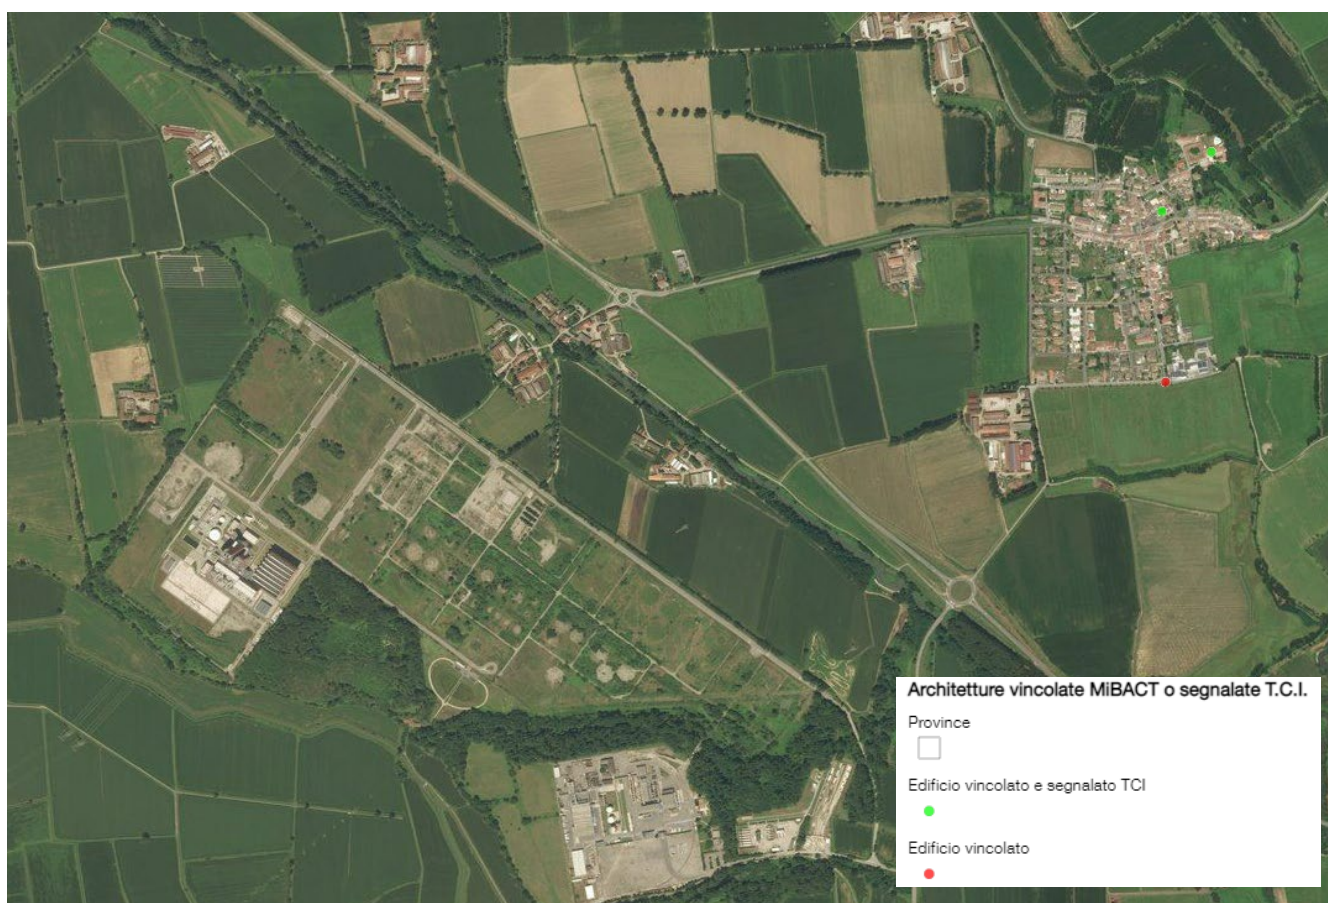 Architetture vincolate MiBACT o segnalate T.C.I.
Province
Edificio vincolato e segnalato TCI
Edificio vincolato